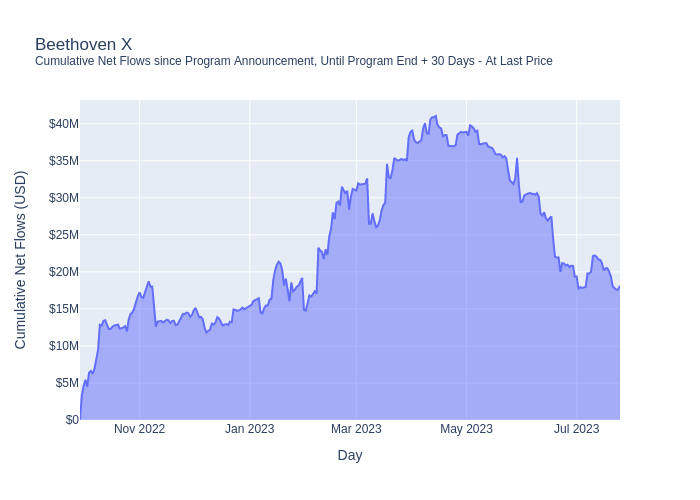 Beethoven X
Cumulative Net Flows since Program Announcement, Until Program End + 30 Days - At Last Price
Cumulative Net Flows (USD)
$40M
$35M
$30M
$25M
$20M
$15M
$10M
$5M
$0
Nov 2022
Jan 2023
Mar 2023
May 2023
Jul 2023
Day